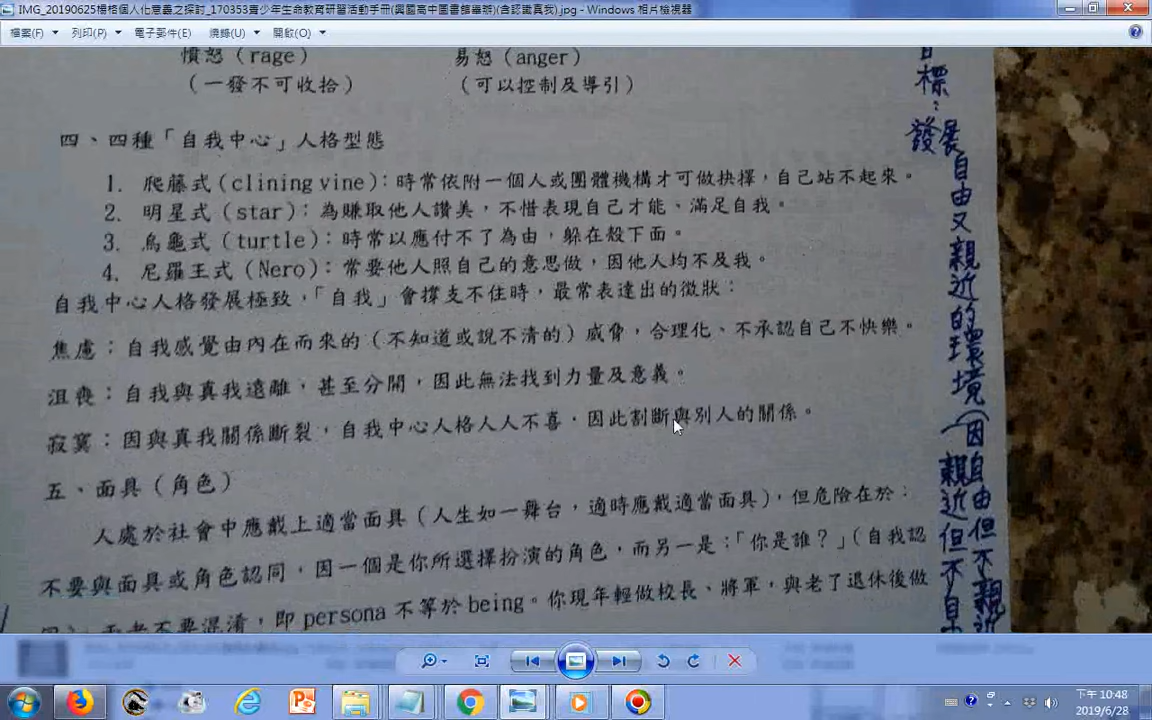 IMG_20190625楊格個人化意義之探討_170353青少年生命教育研習活動手冊(興國高中圖書館舉辦)(含認識真我).jpg - Windows 相片檢視器
檔案(F) 列印(P) 電子郵件(E) 燒錄(U) 開啟(O)
憤怒（rage） 易怒（anger）
（一發不可收拾） （可以控制及導引）
四、四種「自我中心」人格型態
1. 爬藤式（clining vine）：時常依附一個人或團體機構才可做抉擇，自己站不起來。
2. 明星式（star）：為賺取他人讚美，不惜表現自己才能、滿足自我。
3. 烏龜式（turtle）：時常以應付不了為由，躲在殼下面。
4. 尼羅王式（Nero）：常要他人照自己的意思做，因他人均不及我。
自我中心人格發展極致，「自我」會撐支不住時，最常表達出的徵狀：
焦慮：自我感覺由內在而來的（不知道或說不清的）威脅，合理化、不承認自己不快樂。
沮喪：自我與真我遠離，甚至分開，因此無法找到力量及意義。
寂寞：因與真我關係斷裂，自我中心人格人人不喜．因此割斷與別人的關係。
五、面具（角色）
人處於社會中應戴上適當面具（人生如一舞台，適時應戴適當面具），但危險在於：
不要與面具或角色認同，因一個是你所選擇扮演的角色，而另一是：「你是誰？」（自我認
不要混淆，即 persona 不等於 being。你現年輕做校長、將軍，與老了退休後做
目標：發展自由又親近的環境（因自由但不親近
親近但不自
下午 10:48
2019/6/28